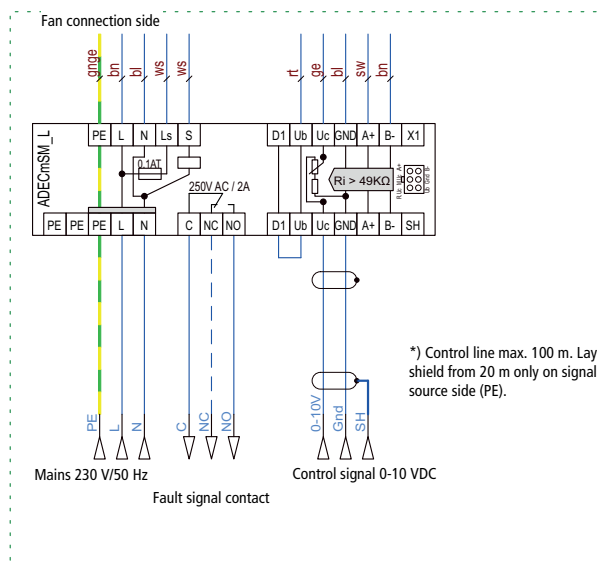 Fan connection side
gnge bn bl ws ws rt ge bl sw bn
ADECmSM_L
PE L N Ls S D1 Ub Uc GND A+ B- X1
0.1AT
250V AC / 2A
Ri > 49KΩ
A+
B-
Ub Gnd
PE PE PE L N C NC NO D1 Ub Uc GND A+ B- SH
*) Control line max. 100 m. Lay
shield from 20 m only on signal
source side (PE).
PE L N C NC NO 0-10V Gnd SH
Mains 230 V/50 Hz
Control signal 0-10 VDC
Fault signal contact